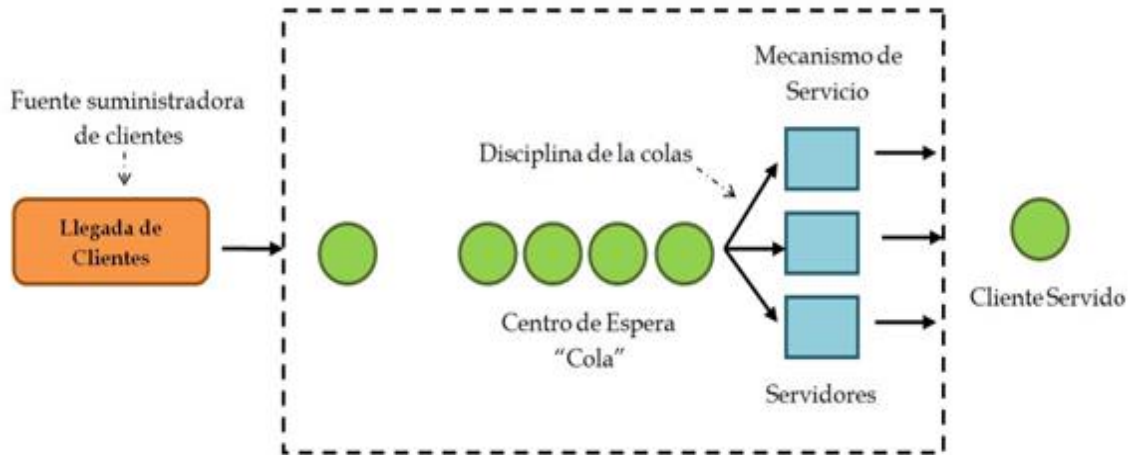 Fuente suministradora
de clientes
Llegada de
Clientes
Disciplina de la colas
Mecanismo de
Servicio
Centro de Espera
“Cola”
Servidores
Cliente Servido